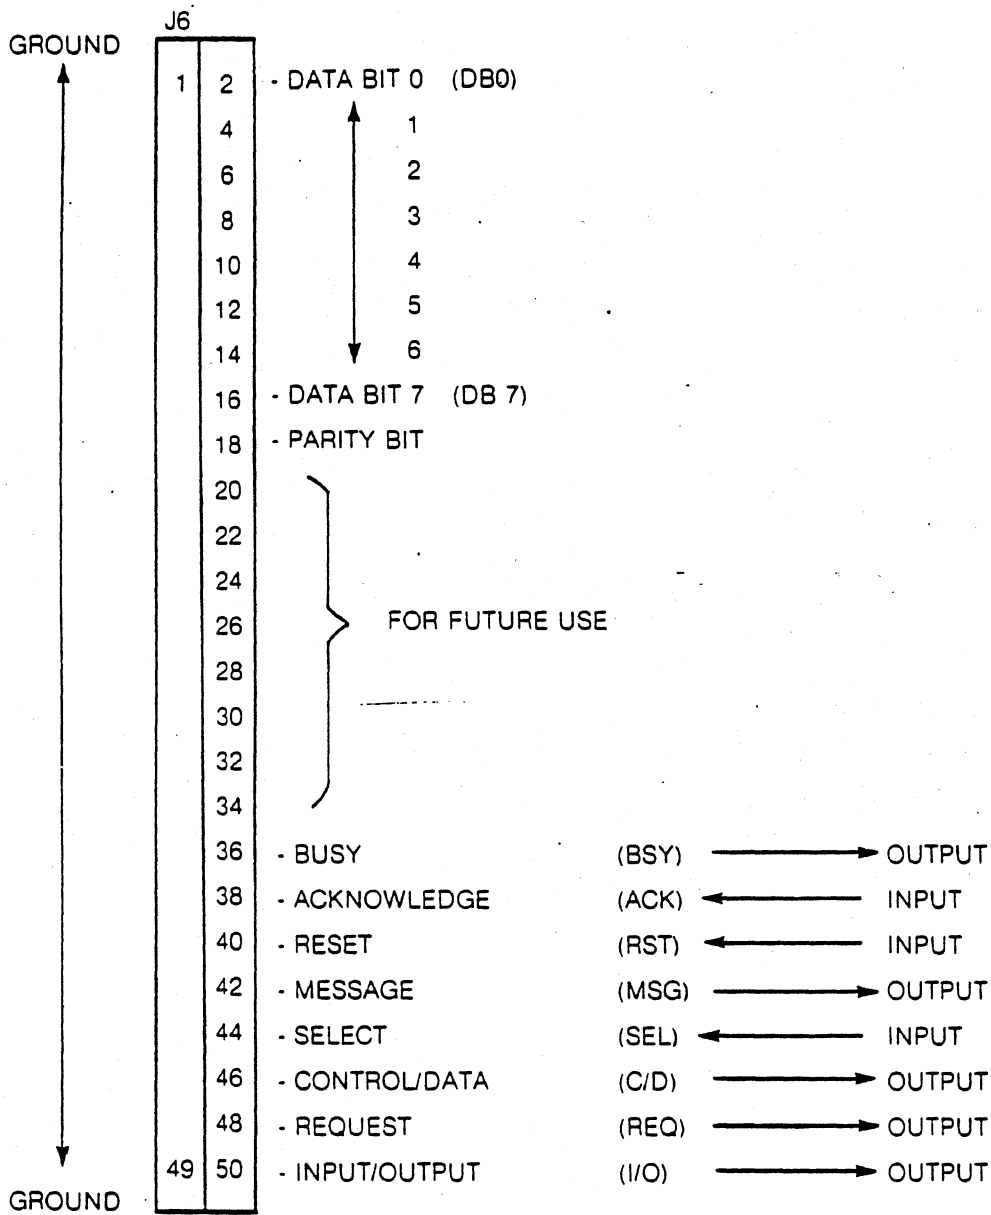 J6
GROUND
1 2 - DATA BIT 0 (DB0)
4 1
6 2
8 3
10 4
12 5
14 6
16 - DATA BIT 7 (DB 7)
18 - PARITY BIT
20
22
24
26 FOR FUTURE USE
28
30
32
34
36 - BUSY (BSY) OUTPUT
38 - ACKNOWLEDGE (ACK) INPUT
40 - RESET (RST) INPUT
42 - MESSAGE (MSG) OUTPUT
44 - SELECT (SEL) INPUT
46 - CONTROL/DATA (C/D) OUTPUT
48 - REQUEST (REQ) OUTPUT
49 50 - INPUT/OUTPUT (I/O) OUTPUT
GROUND